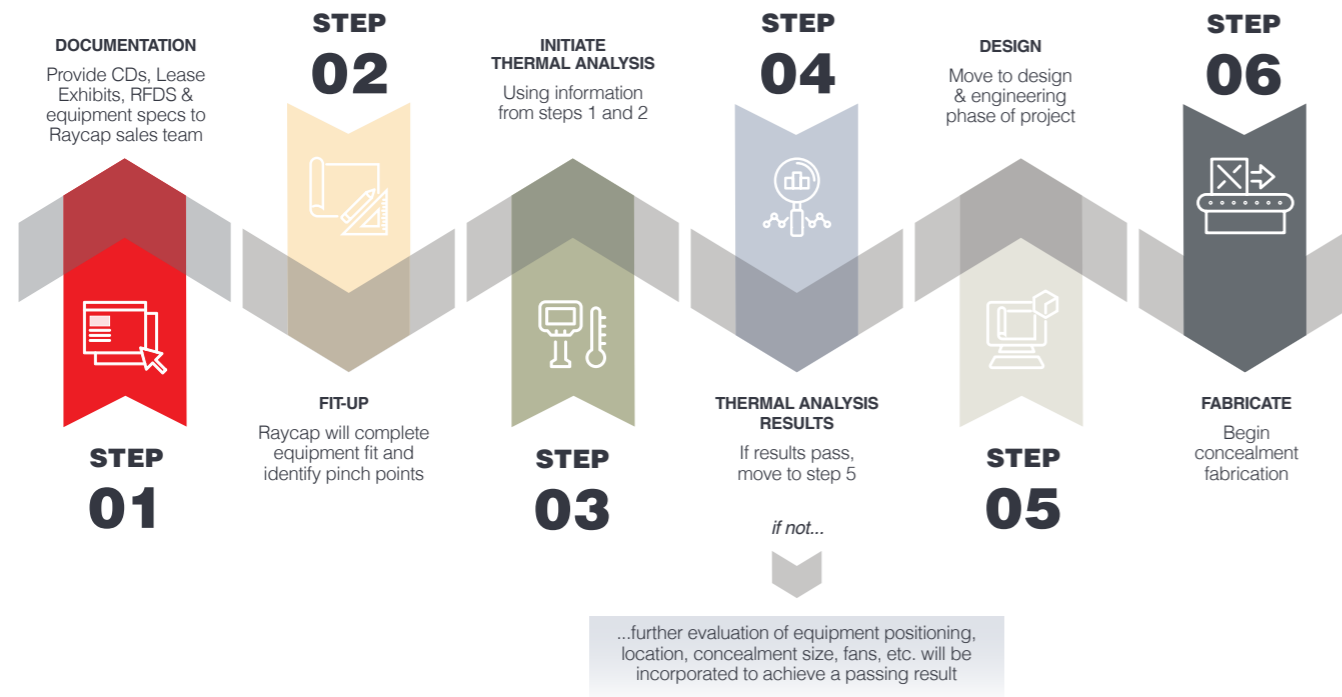 DOCUMENTATION
Provide CDs, Lease
Exhibits, RFDS &
equipment specs to
Raycap sales team
STEP
01
STEP
02
FIT-UP
Raycap will complete
equipment fit and
identify pinch points
INITIATE
THERMAL ANALYSIS
Using information
from steps 1 and 2
STEP
03
STEP
04
THERMAL ANALYSIS
RESULTS
If results pass,
move to step 5
if not...
...further evaluation of equipment positioning,
location, concealment size, fans, etc. will be
incorporated to achieve a passing result
DESIGN
Move to design
& engineering
phase of project
STEP
05
STEP
06
FABRICATE
Begin
concealment
fabrication